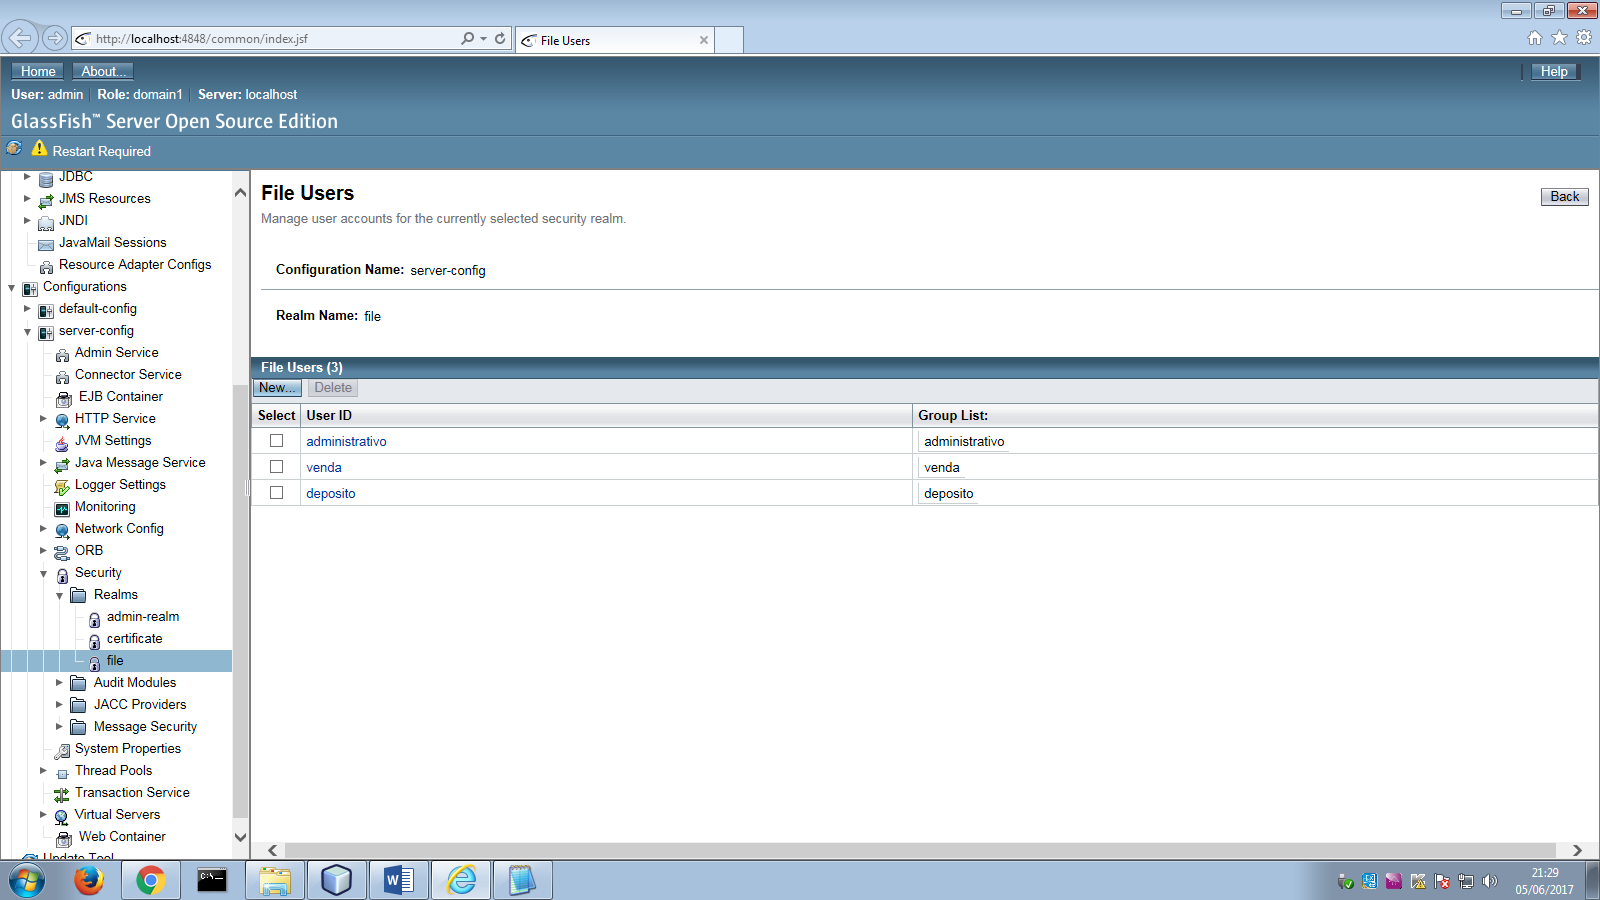 http://localhost:4848/common/index.jsf
File Users
Home
About...
Help
User: admin
Role: domain1
Server: localhost
GlassFish™ Server Open Source Edition
Restart Required
JDBC
JMS Resources
JNDI
JavaMail Sessions
Resource Adapter Configs
Configurations
default-config
server-config
Admin Service
Connector Service
EJB Container
HTTP Service
JVM Settings
Java Message Service
Logger Settings
Monitoring
Network Config
ORB
Security
Realms
admin-realm
certificate
file
Audit Modules
JACC Providers
Message Security
System Properties
Thread Pools
Transaction Service
Virtual Servers
Web Container
Update Tool
File Users
Back
Manage user accounts for the currently selected security realm.
Configuration Name: server-config
Realm Name: file
File Users (3)
New...
Delete
Select
User ID
Group List:
administrativo
administrativo
venda
venda
deposito
deposito
C:\.
21:29
05/06/2017